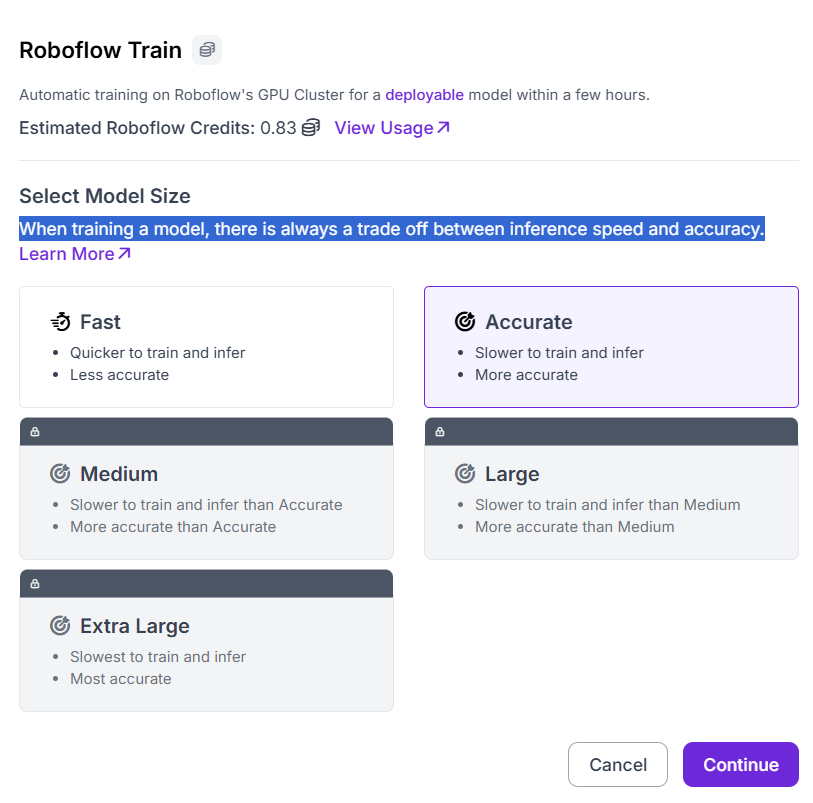 Roboflow Train
Automatic training on Roboflow's GPU Cluster for a deployable model within a few hours.
Estimated Roboflow Credits: 0.83 View Usage
Select Model Size
When training a model, there is always a trade off between inference speed and accuracy.
Learn More
Fast
• Quicker to train and infer
• Less accurate
Accurate
• Slower to train and infer
• More accurate
Medium
• Slower to train and infer than Accurate
• More accurate than Accurate
Large
• Slower to train and infer than Medium
• More accurate than Medium
Extra Large
• Slowest to train and infer
• Most accurate
Cancel
Continue